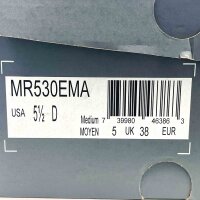 MR530EMA
USA 5½ D
Medium 7 39980 46386 3
MOYEN 5 UK 38 EUR